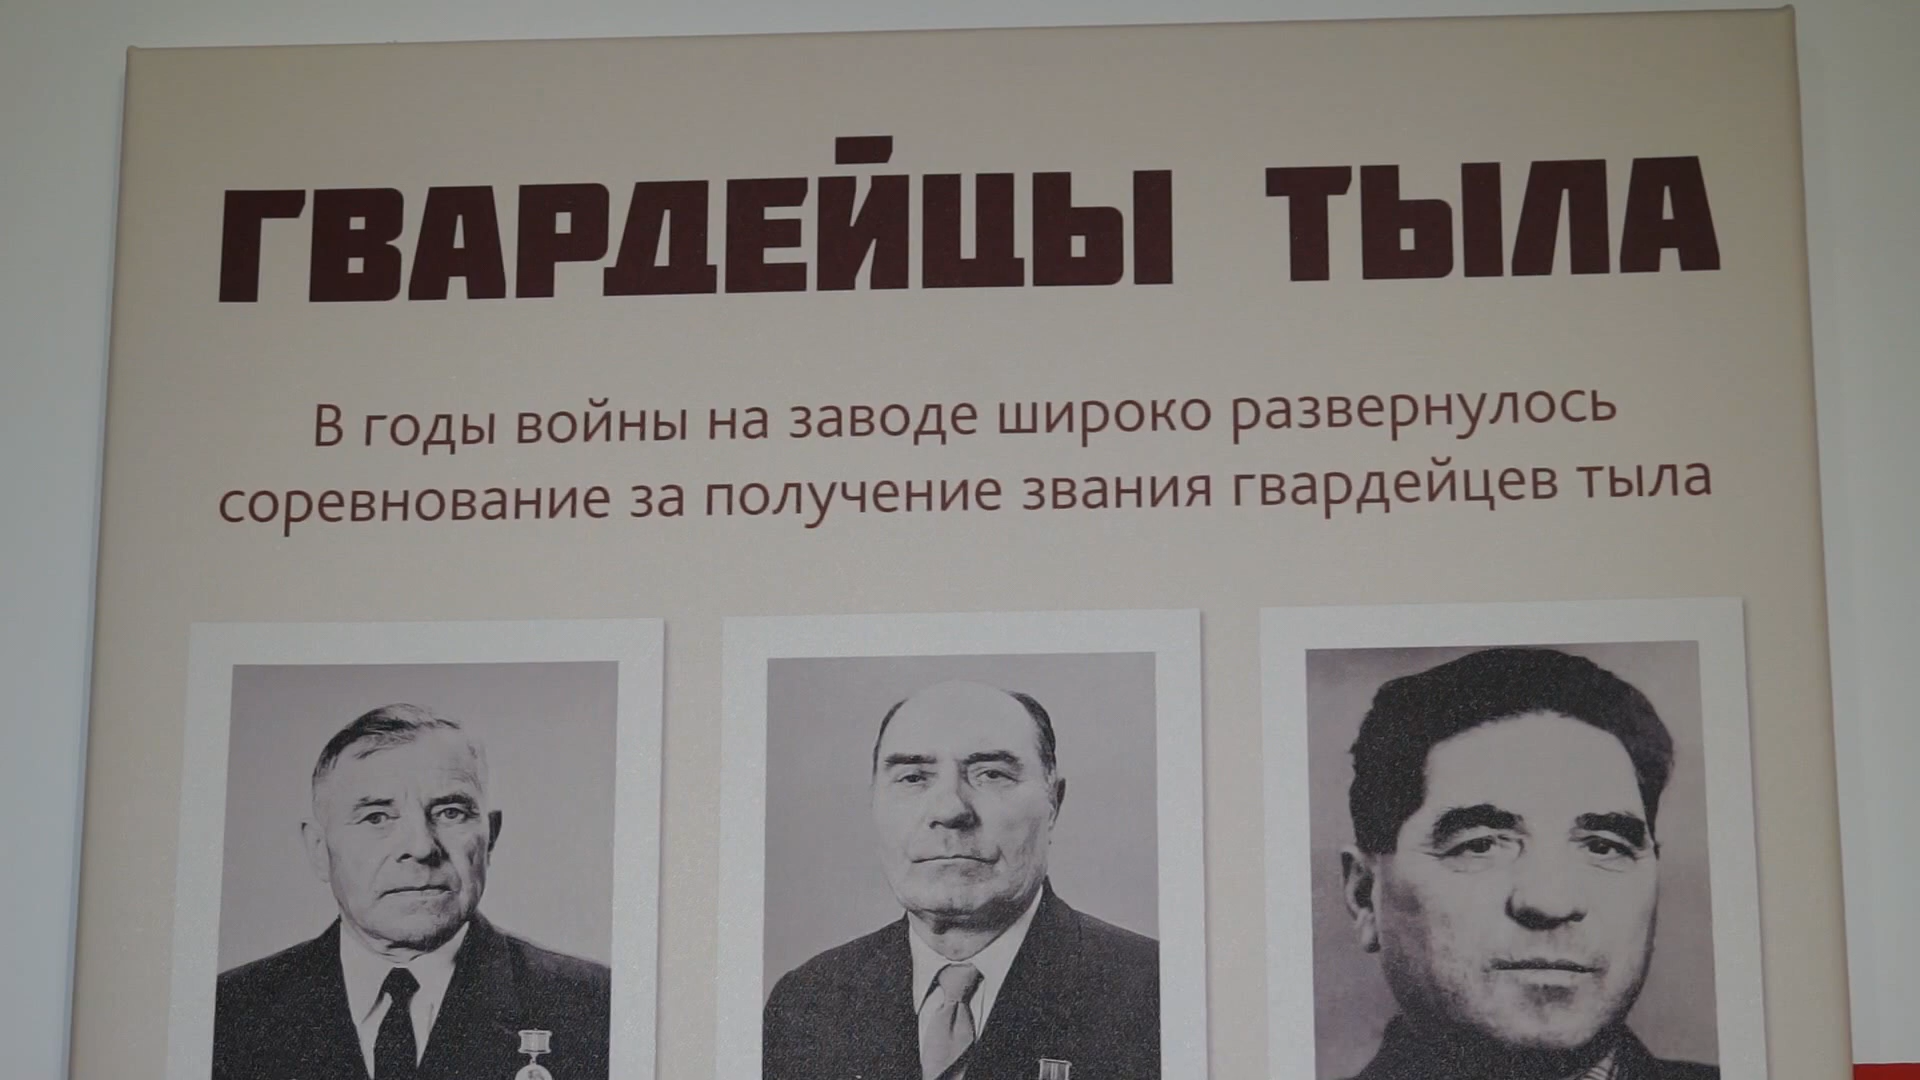 ГВАРДЕЙЦЫ ТЫЛА
В годы войны на заводе широко развернулось
соревнование за получение звания гвардейцев тыла